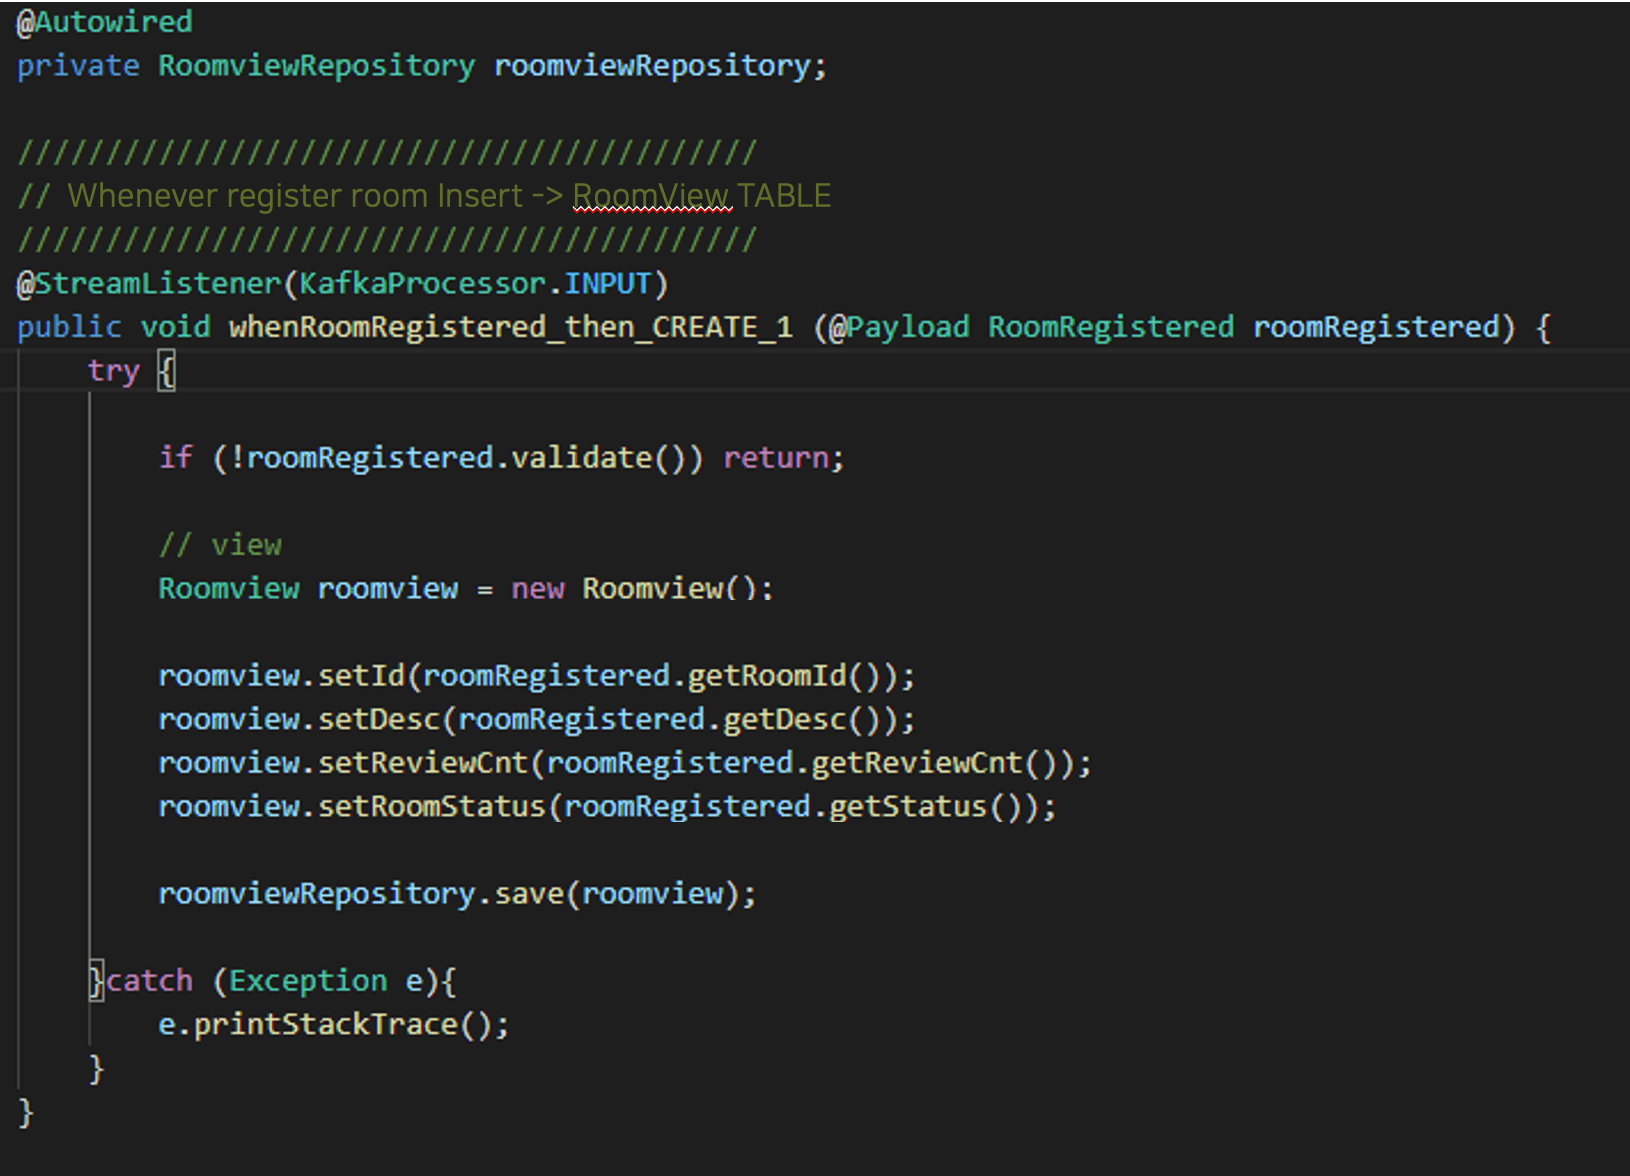 @Autowired
private RoomviewRepository roomviewRepository;
///////////////////////////////////////////
// Whenever register room Insert -> RoomView TABLE
///////////////////////////////////////////
@StreamListener(KafkaProcessor.INPUT)
public void whenRoomRegistered_then_CREATE_1 (@Payload RoomRegistered roomRegistered) {
try {
if (!roomRegistered.validate()) return;
// view
Roomview roomview = new Roomview();
roomview.setId(roomRegistered.getRoomId());
roomview.setDesc(roomRegistered.getDesc());
roomview.setReviewCnt(roomRegistered.getReviewCnt());
roomview.setRoomStatus(roomRegistered.getStatus());
roomviewRepository.save(roomview);
}catch (Exception e){
e.printStackTrace();
}
}